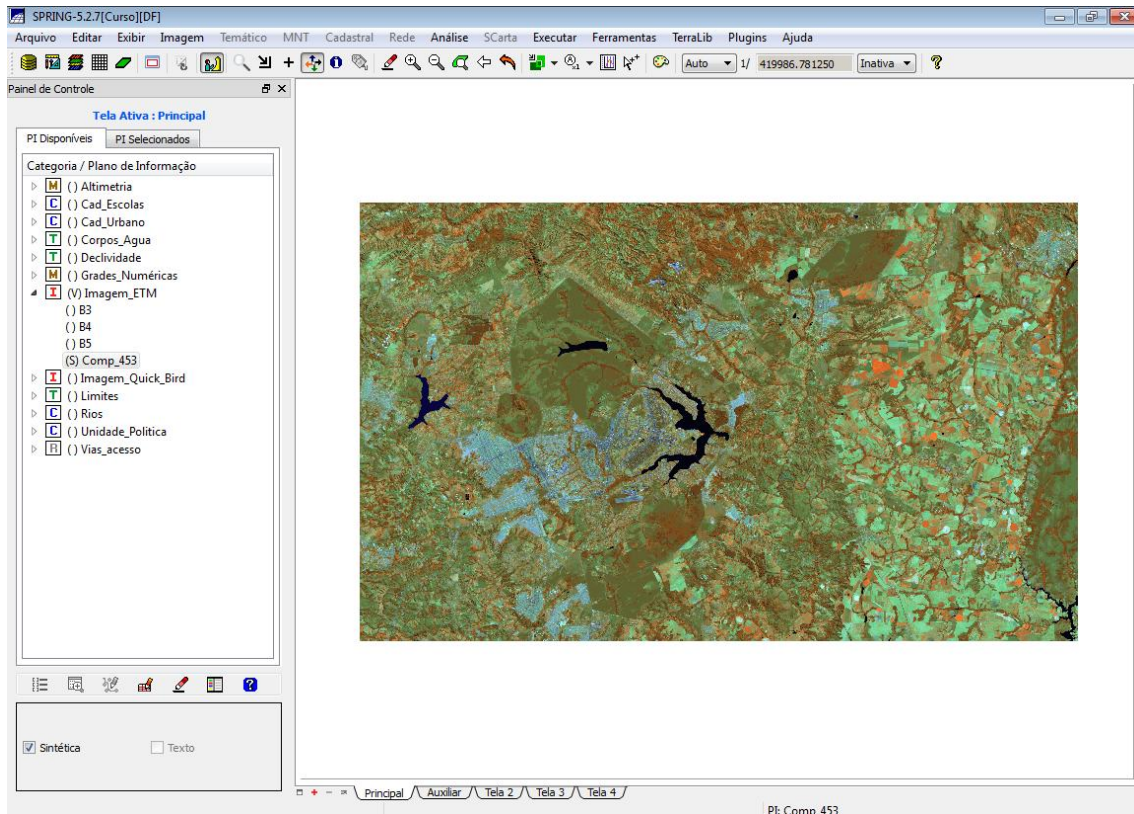 SPRING-5.2.7[Curso][DF]
Arquivo Editar Exibir Imagem Temático MNT Cadastral Rede Análise SCarta Executar Ferramentas TerraLib Plugins Ajuda
Auto 1/ 419986.781250 Inativa
Painel de Controle
Tela Ativa : Principal
PI Disponíveis PI Selecionados
Categoria / Plano de Informação
M ( ) Altimetria
C ( ) Cad_Escolas
C ( ) Cad_Urbano
T ( ) Corpos_Agua
T ( ) Declividade
M ( ) Grades_Numéricas
I (V) Imagem_ETM
( ) B3
( ) B4
( ) B5
(S) Comp_453
I ( ) Imagem_Quick_Bird
T ( ) Limites
C ( ) Rios
C ( ) Unidade_Politica
R ( ) Vias_acesso
Sintética Texto
Principal Auxiliar Tela 2 Tela 3 Tela 4
PI: Comp_453